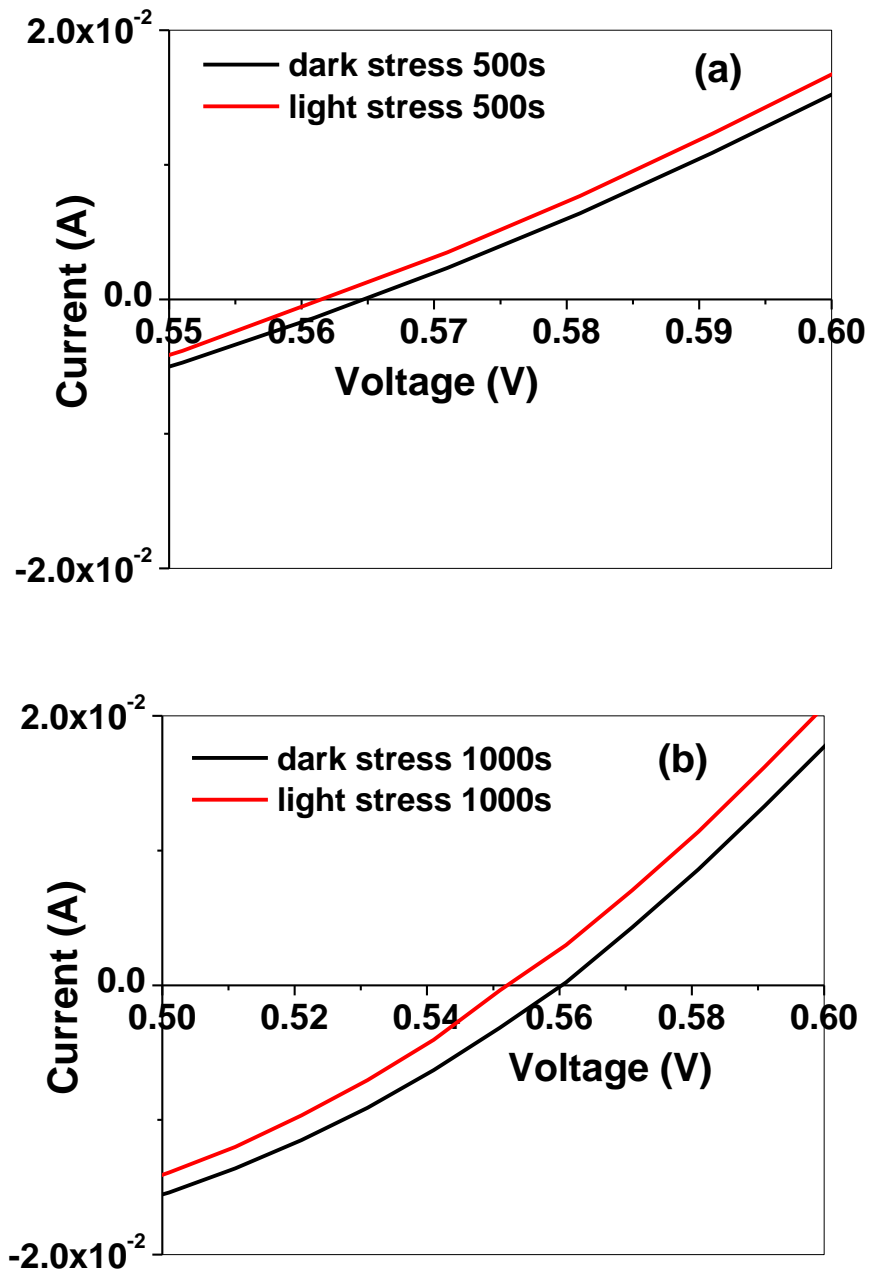 2.0x10⁻²
dark stress 500s
(a)
light stress 500s
Current (A)
0.0
0.55 0.56 0.57 0.58 0.59 0.60
Voltage (V)
-2.0x10⁻²
2.0x10⁻²
dark stress 1000s
(b)
light stress 1000s
Current (A)
0.0
0.50 0.52 0.54 0.56 0.58 0.60
Voltage (V)
-2.0x10⁻²